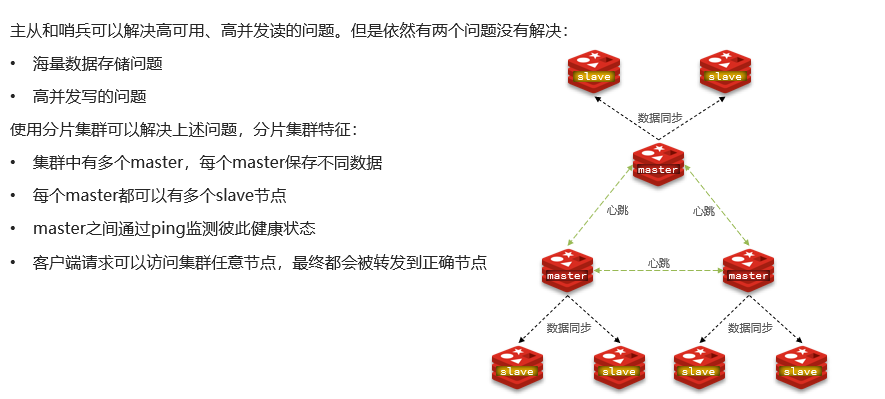 主从和哨兵可以解决高可用、高并发读的问题。但是依然有两个问题没有解决：
• 海量数据存储问题
• 高并发写的问题
使用分片集群可以解决上述问题，分片集群特征：
• 集群中有多个master，每个master保存不同数据
• 每个master都可以有多个slave节点
• master之间通过ping监测彼此健康状态
• 客户端请求可以访问集群任意节点，最终都会被转发到正确节点
slave
slave
数据同步
master
心跳
心跳
master
心跳
master
数据同步
数据同步
slave
slave
slave
slave